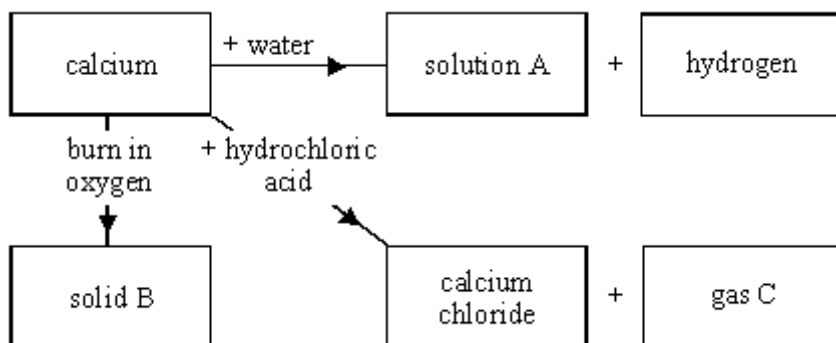 + water
calcium
solution A
+
hydrogen
burn in
oxygen
+ hydrochloric
acid
solid B
calcium
chloride
+
gas C